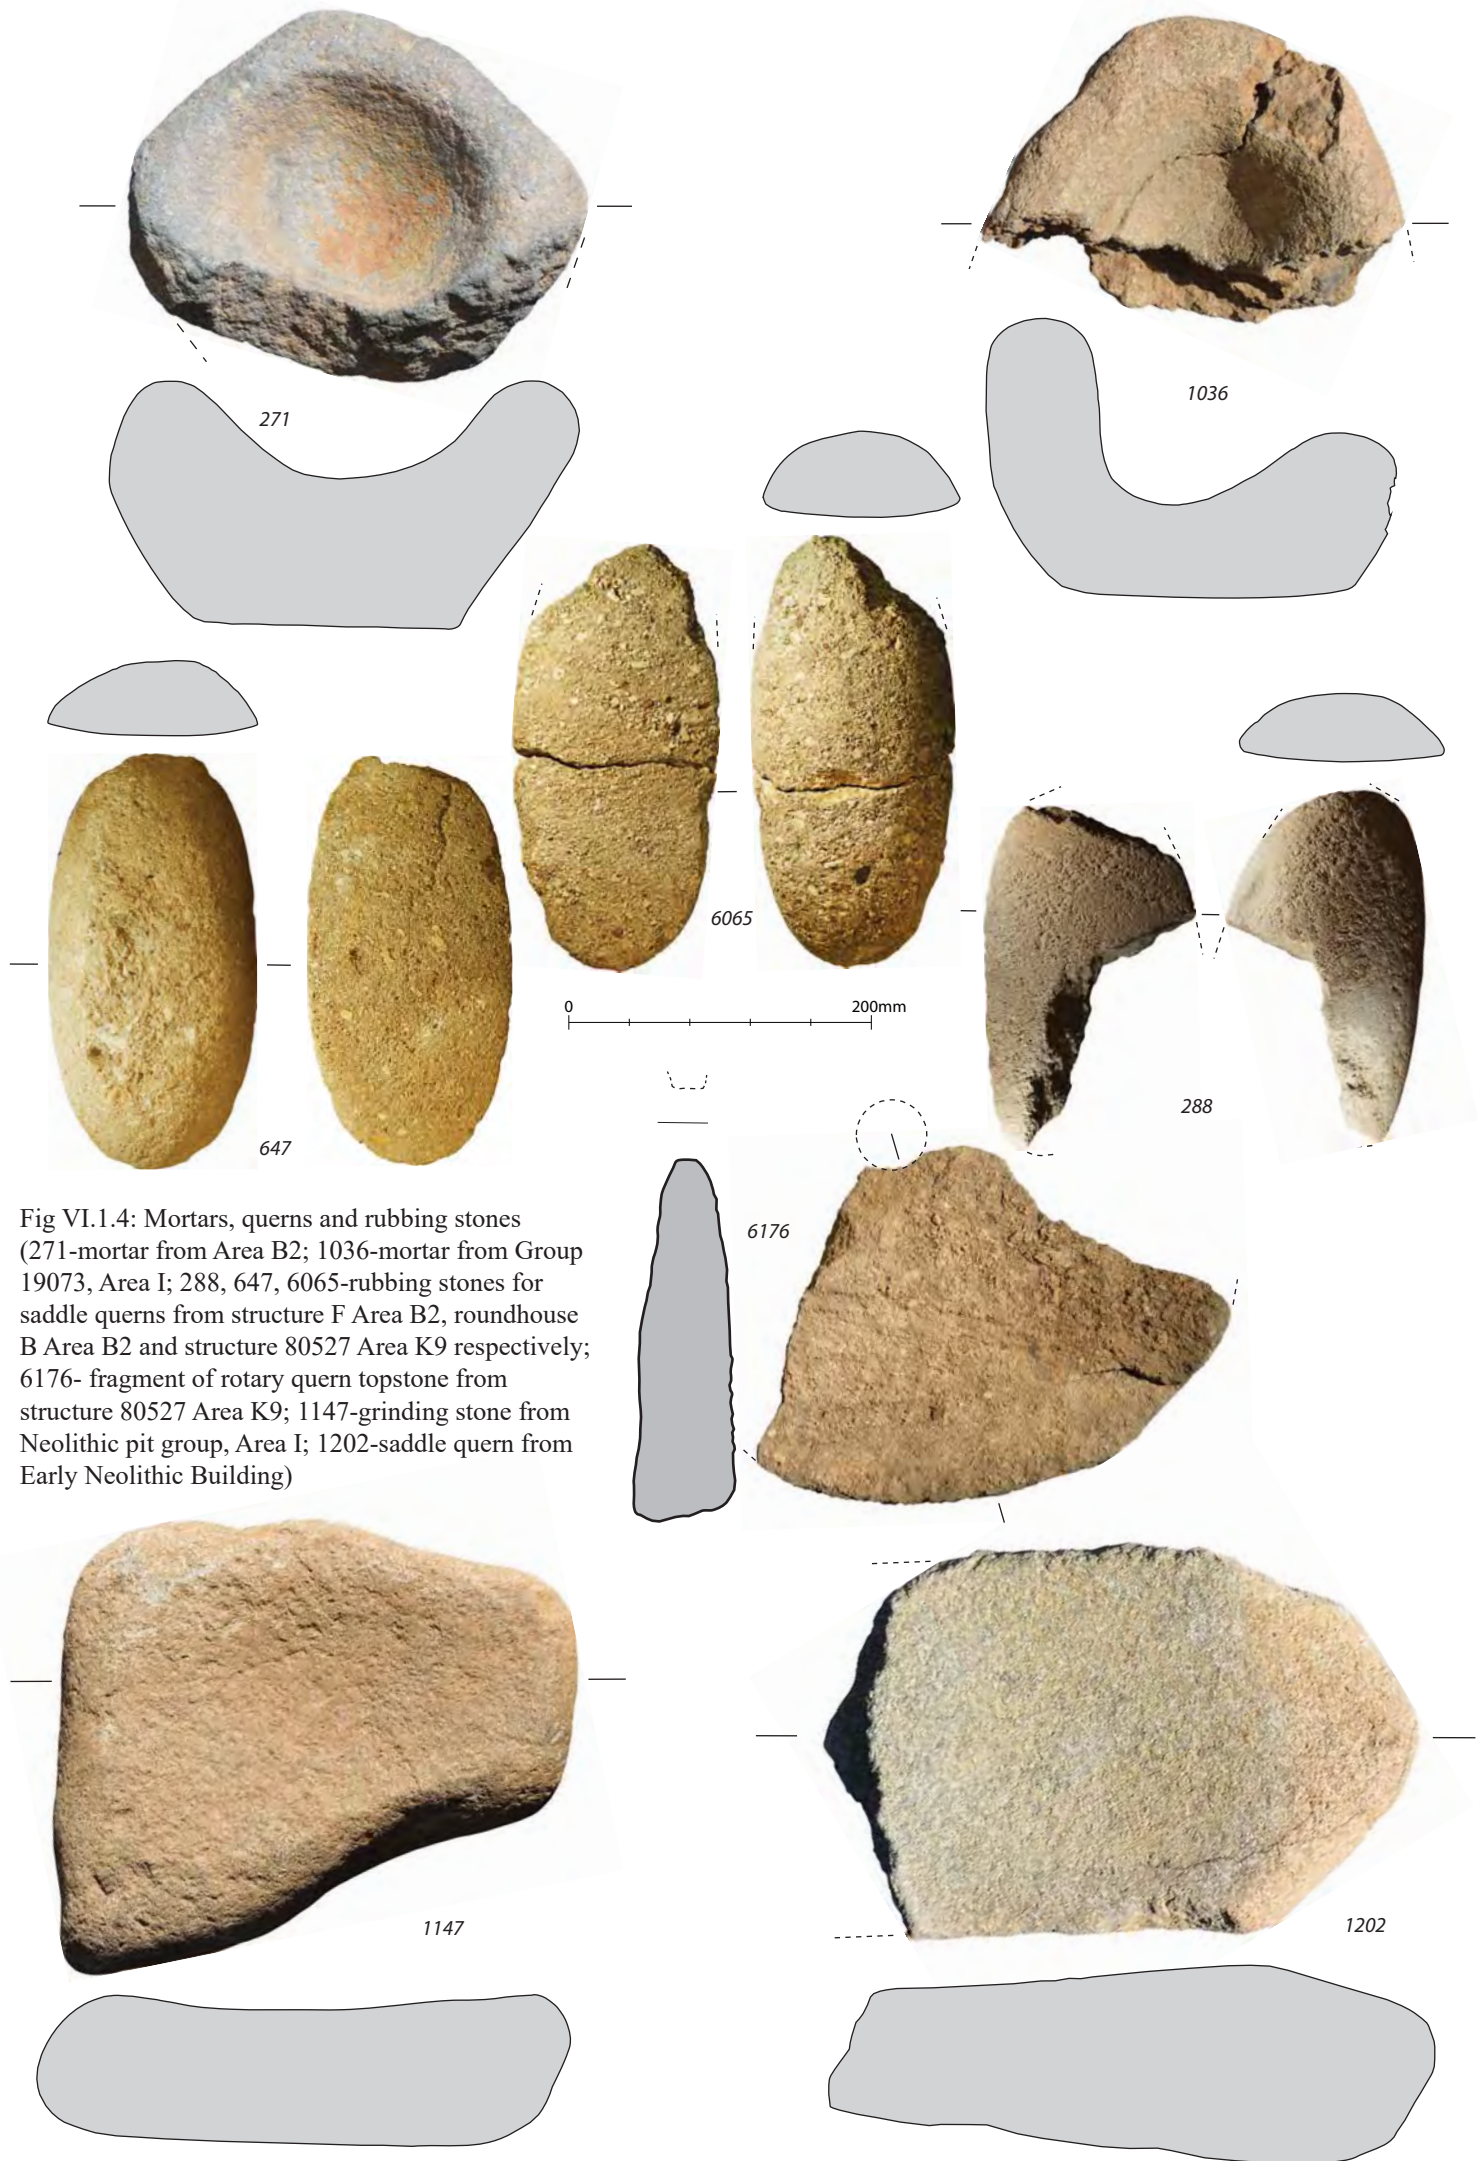 271
1036
6065
0 200mm
288
647
6176
Fig VI.1.4: Mortars, querns and rubbing stones
(271-mortar from Area B2; 1036-mortar from Group
19073, Area I; 288, 647, 6065-rubbing stones for
saddle querns from structure F Area B2, roundhouse
B Area B2 and structure 80527 Area K9 respectively;
6176- fragment of rotary quern topstone from
structure 80527 Area K9; 1147-grinding stone from
Neolithic pit group, Area I; 1202-saddle quern from
Early Neolithic Building)
1147
1202